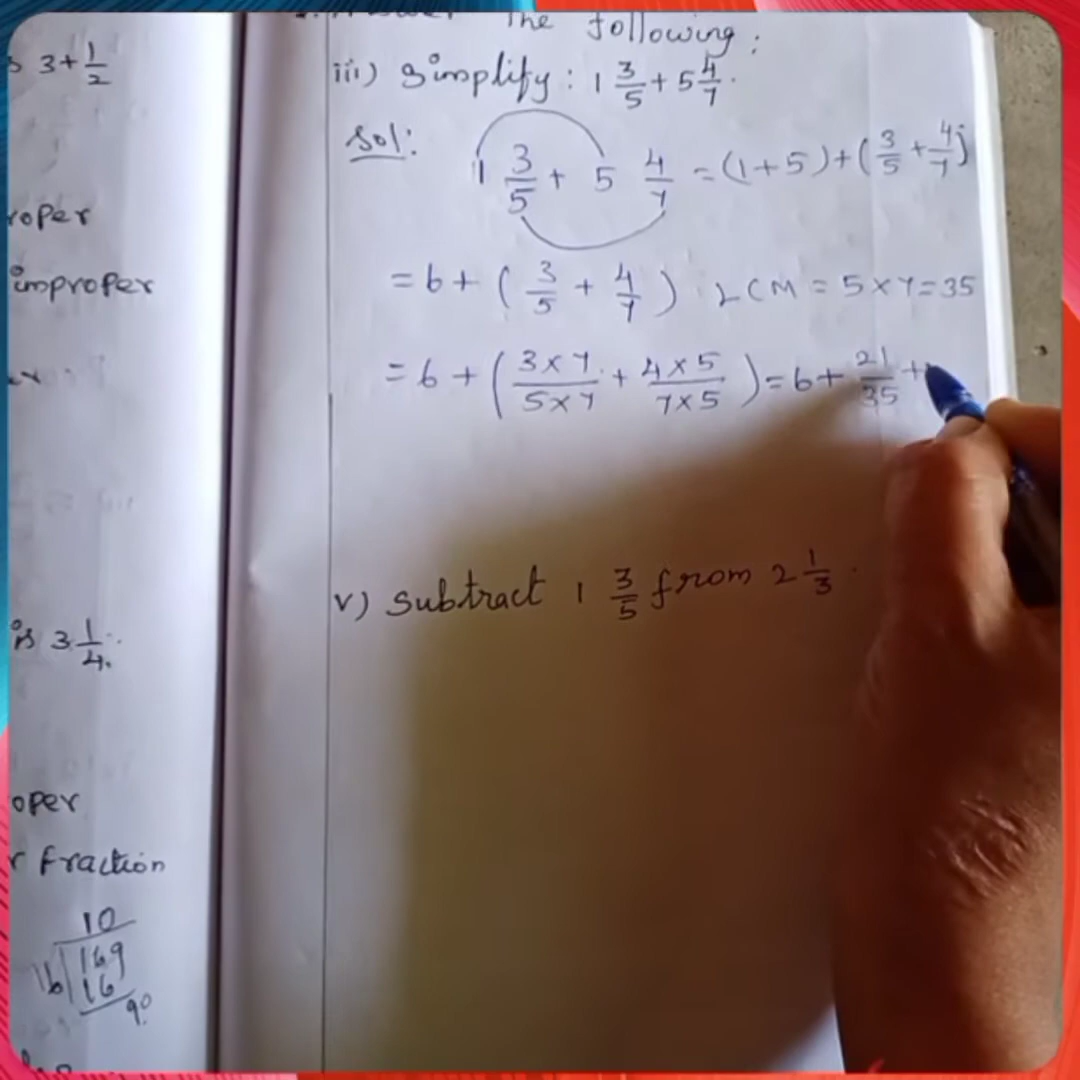 3+1/2
roper
improper
is 3 1/4.
oper
r fraction
10
16 169
16
90
the following:
iii) Simplify: 1 3/5 + 5 4/7.
Sol:
1 3/5 + 5 4/7 = (1+5)+(3/5 + 4/7)
= 6 + (3/5 + 4/7) LCM = 5×7=35
= 6 + (3×7/5×7 + 4×5/7×5) = 6 + 21/35 +
v) Subtract 1 3/5 from 2 1/3.